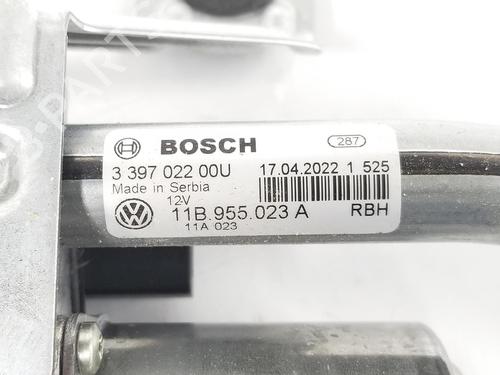 BOSCH 287
3 397 022 00U 17.04.2022 1 525
Made in Serbia
12V
11B.955.023 A RBH
11A 023